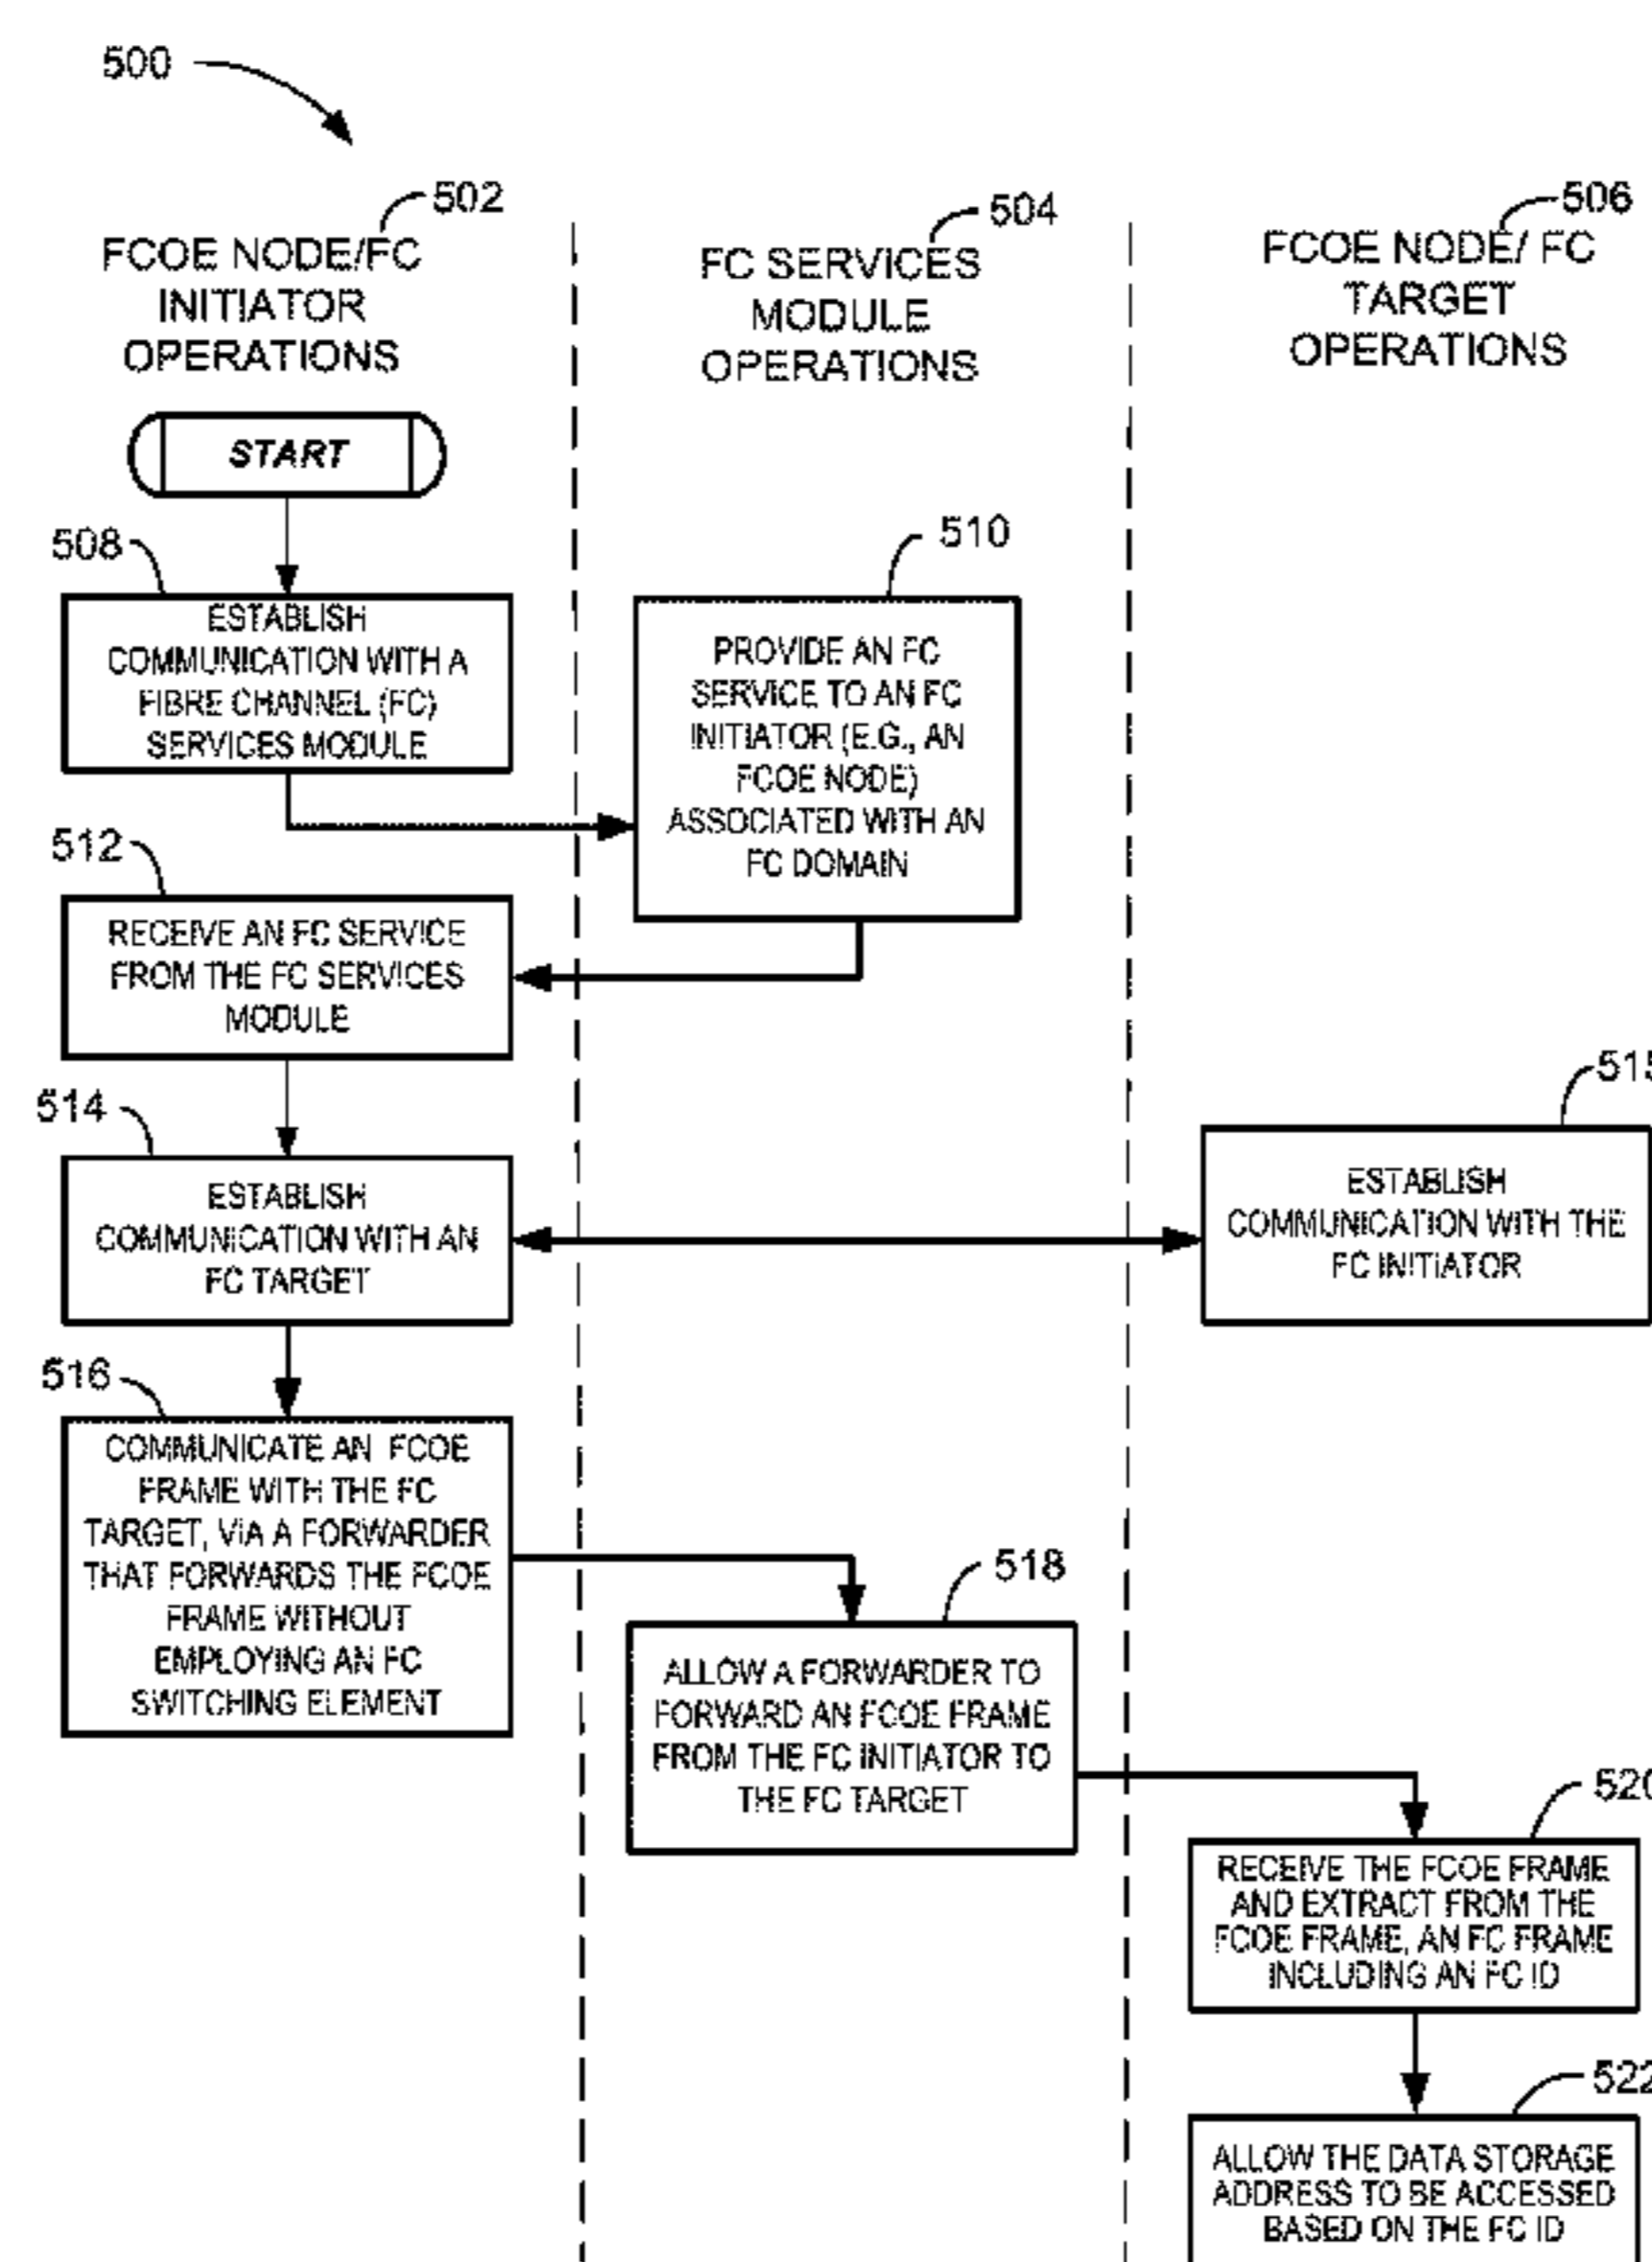 500
502
FCOE NODE/FC
INITIATOR
OPERATIONS
504
FC SERVICES
MODULE
OPERATIONS
506
FCOE NODE/ FC
TARGET
OPERATIONS
START
508
ESTABLISH
COMMUNICATION WITH A
FIBRE CHANNEL (FC)
SERVICES MODULE
510
PROVIDE AN FC
SERVICE TO AN FC
INITIATOR (E.G., AN
FCOE NODE)
ASSOCIATED WITH AN
FC DOMAIN
512
RECEIVE AN FC SERVICE
FROM THE FC SERVICES
MODULE
514
ESTABLISH
COMMUNICATION WITH AN
FC TARGET
515
ESTABLISH
COMMUNICATION WITH THE
FC INITIATOR
516
COMMUNICATE AN FCOE
FRAME WITH THE FC
TARGET, VIA A FORWARDER
THAT FORWARDS THE FCOE
FRAME WITHOUT
EMPLOYING AN FC
SWITCHING ELEMENT
518
ALLOW A FORWARDER TO
FORWARD AN FCOE FRAME
FROM THE FC INITIATOR TO
THE FC TARGET
520
RECEIVE THE FCOE FRAME
AND EXTRACT FROM THE
FCOE FRAME, AN FC FRAME
INCLUDING AN FC ID
522
ALLOW THE DATA STORAGE
ADDRESS TO BE ACCESSED
BASED ON THE FC ID